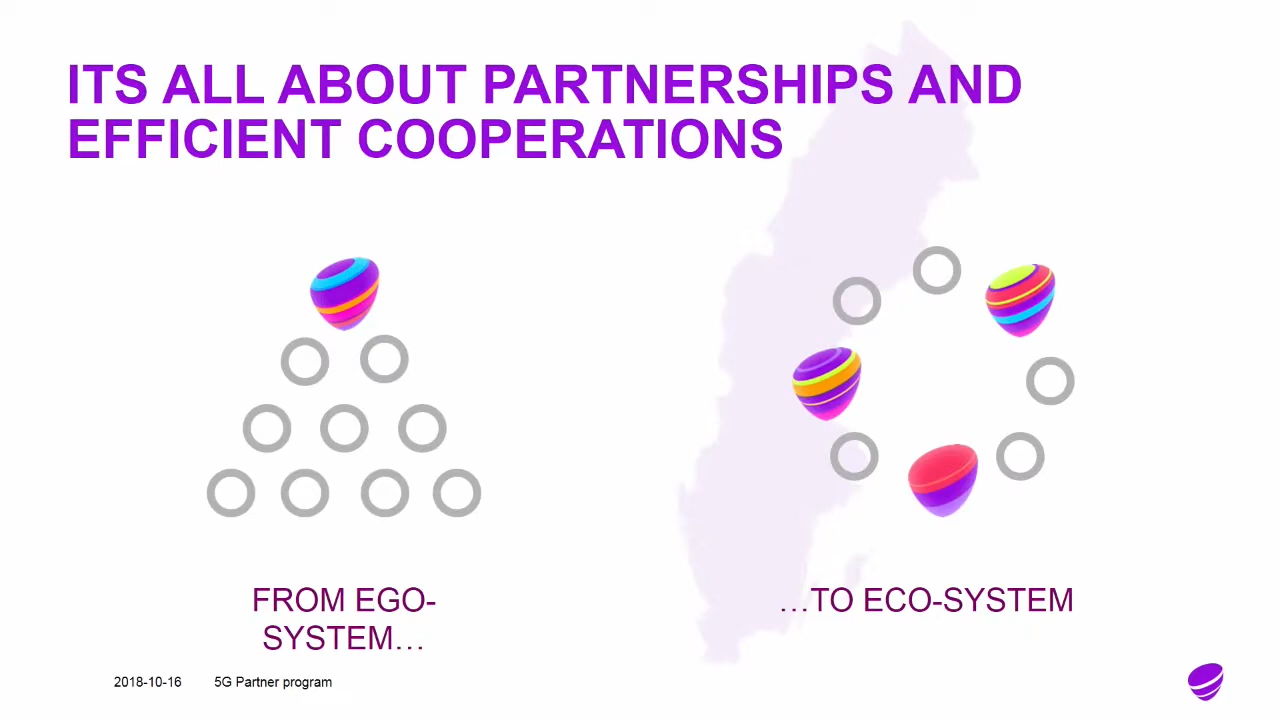 ITS ALL ABOUT PARTNERSHIPS AND
EFFICIENT COOPERATIONS
FROM EGO-
SYSTEM…
…TO ECO-SYSTEM
2018-10-16 5G Partner program